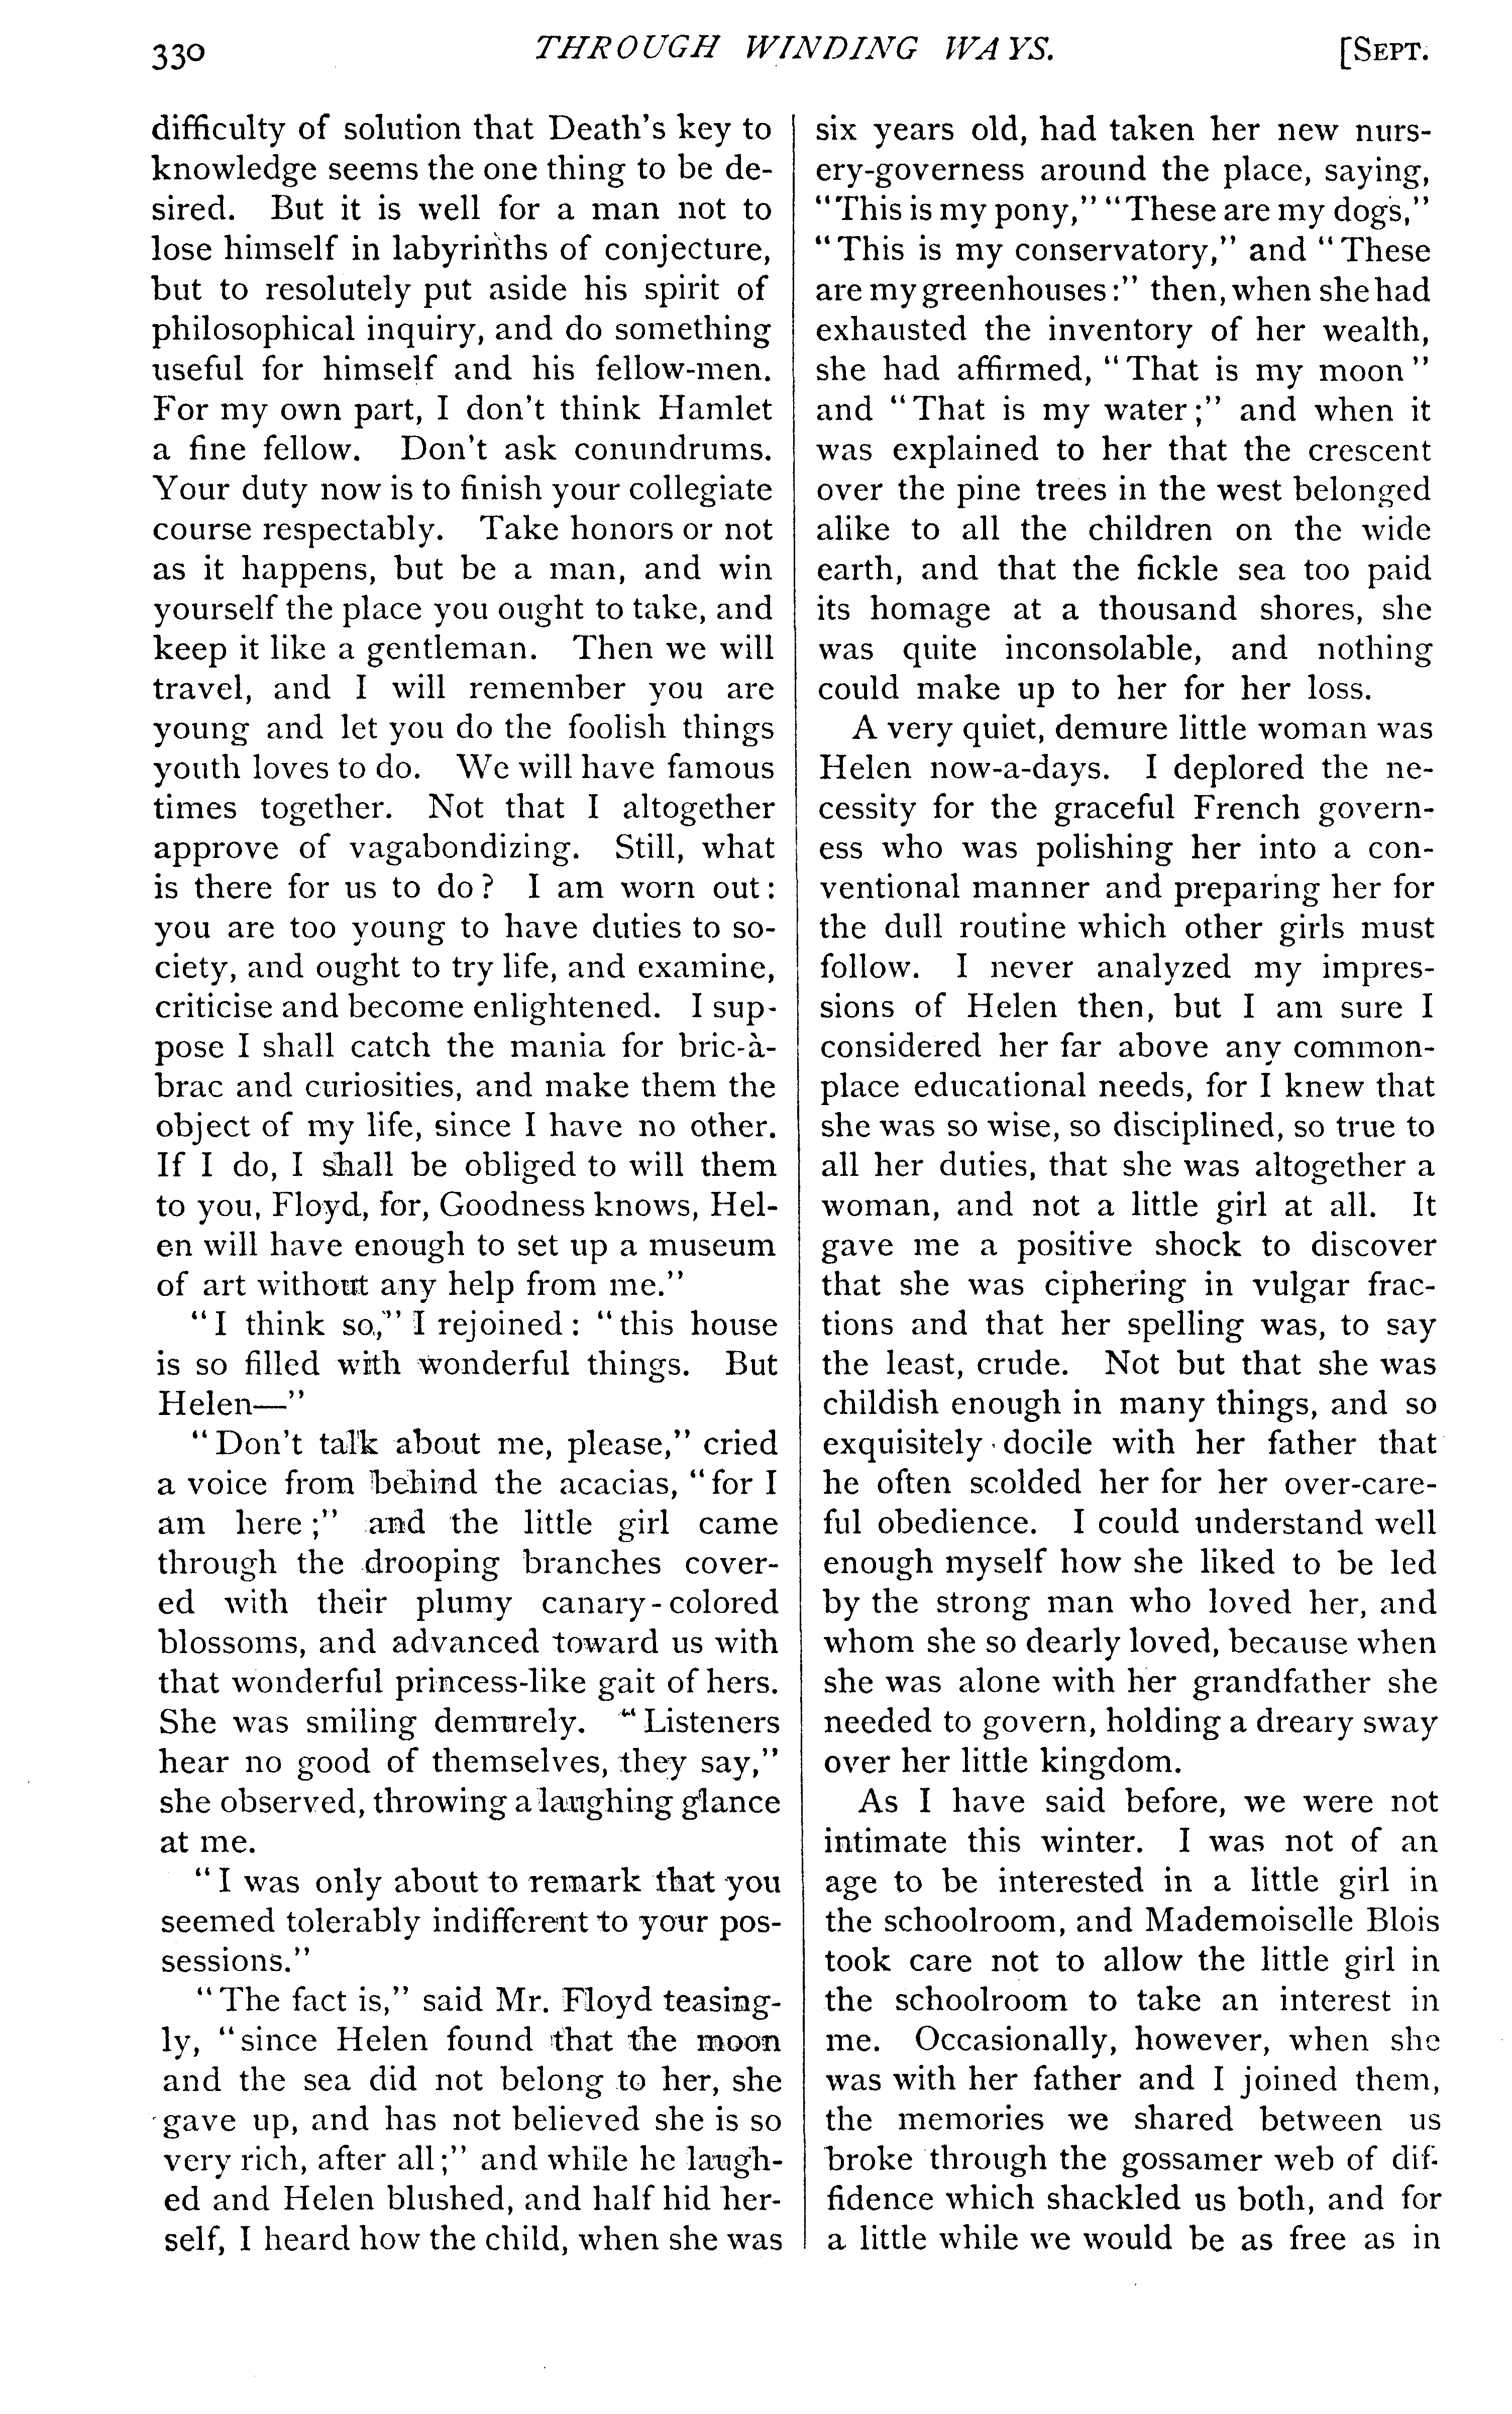 330
THROUGH WINDING WAYS.
[SEPT.
difficulty of solution that Death's key to
knowledge seems the one thing to be de-
sired. But it is well for a man not to
lose himself in labyrinths of conjecture,
but to resolutely put aside his spirit of
philosophical inquiry, and do something
useful for himself and his fellow-men.
For my own part, I don't think Hamlet
a fine fellow. Don't ask conundrums.
Your duty now is to finish your collegiate
course respectably. Take honors or not
as it happens, but be a man, and win
yourself the place you ought to take, and
keep it like a gentleman. Then we will
travel, and I will remember you are
young and let you do the foolish things
youth loves to do. We will have famous
times together. Not that I altogether
approve of vagabondizing. Still, what
is there for us to do? I am worn out:
you are too young to have duties to so-
ciety, and ought to try life, and examine,
criticise and become enlightened. I sup-
pose I shall catch the mania for bric-à-
brac and curiosities, and make them the
object of my life, since I have no other.
If I do, I shall be obliged to will them
to you, Floyd, for, Goodness knows, Hel-
en will have enough to set up a museum
of art without any help from me."
"I think so," I rejoined: "this house
is so filled with wonderful things. But
Helen—"
"Don't talk about me, please," cried
a voice from behind the acacias, "for I
am here;" and the little girl came
through the drooping branches cover-
ed with their plumy canary-colored
blossoms, and advanced toward us with
that wonderful princess-like gait of hers.
She was smiling demurely. "Listeners
hear no good of themselves, they say,"
she observed, throwing a laughing glance
at me.
"I was only about to remark that you
seemed tolerably indifferent to your pos-
sessions."
"The fact is," said Mr. Floyd teasing-
ly, "since Helen found that the moon
and the sea did not belong to her, she
gave up, and has not believed she is so
very rich, after all;" and while he laugh-
ed and Helen blushed, and half hid her-
self, I heard how the child, when she was
six years old, had taken her new nurs-
ery-governess around the place, saying,
"This is my pony," "These are my dogs,"
"This is my conservatory," and "These
are my greenhouses:" then, when she had
exhausted the inventory of her wealth,
she had affirmed, "That is my moon"
and "That is my water;" and when it
was explained to her that the crescent
over the pine trees in the west belonged
alike to all the children on the wide
earth, and that the fickle sea too paid
its homage at a thousand shores, she
was quite inconsolable, and nothing
could make up to her for her loss.
A very quiet, demure little woman was
Helen now-a-days. I deplored the ne-
cessity for the graceful French govern-
ess who was polishing her into a con-
ventional manner and preparing her for
the dull routine which other girls must
follow. I never analyzed my impres-
sions of Helen then, but I am sure I
considered her far above any common-
place educational needs, for I knew that
she was so wise, so disciplined, so true to
all her duties, that she was altogether a
woman, and not a little girl at all. It
gave me a positive shock to discover
that she was ciphering in vulgar frac-
tions and that her spelling was, to say
the least, crude. Not but that she was
childish enough in many things, and so
exquisitely docile with her father that
he often scolded her for her over-care-
ful obedience. I could understand well
enough myself how she liked to be led
by the strong man who loved her, and
whom she so dearly loved, because when
she was alone with her grandfather she
needed to govern, holding a dreary sway
over her little kingdom.
As I have said before, we were not
intimate this winter. I was not of an
age to be interested in a little girl in
the schoolroom, and Mademoiselle Blois
took care not to allow the little girl in
the schoolroom to take an interest in
me. Occasionally, however, when she
was with her father and I joined them,
the memories we shared between us
broke through the gossamer web of dif-
fidence which shackled us both, and for
a little while we would be as free as in